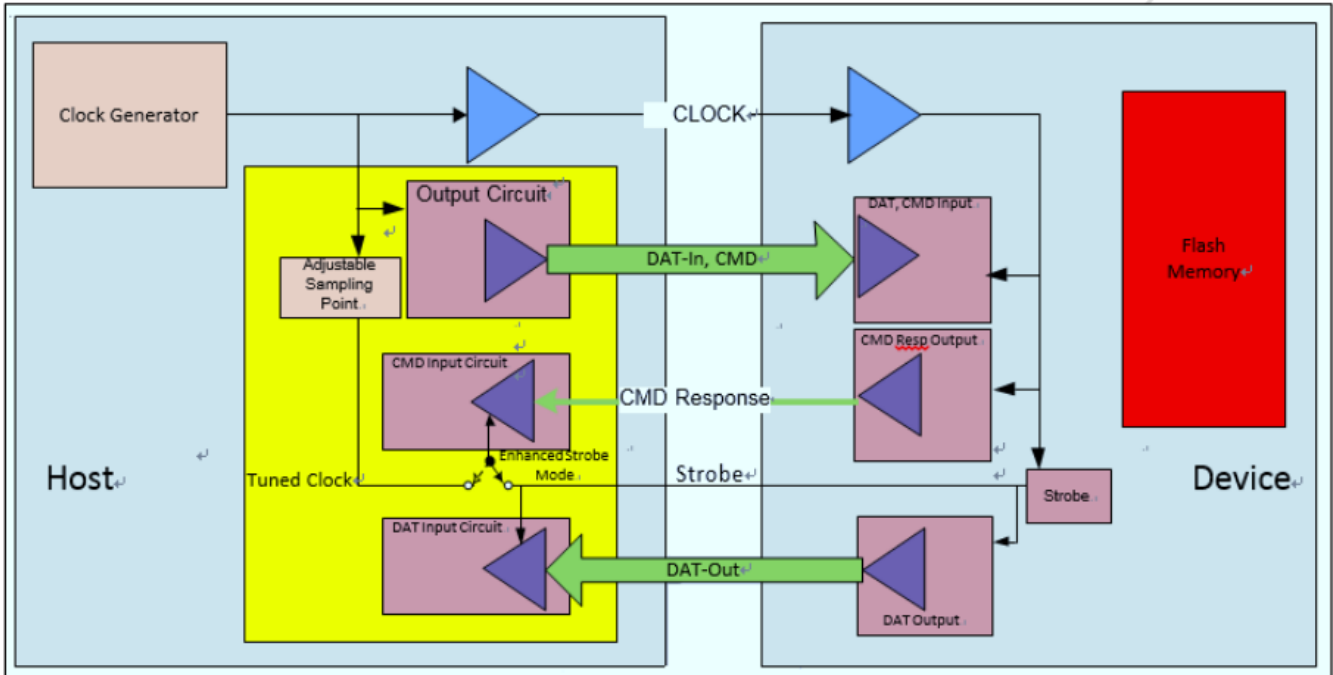 Clock Generator
CLOCK
Output Circuit
DAT, CMD Input
DAT-In, CMD
Flash
Memory
Adjustable
Sampling
Point
CMD Input Circuit
CMD Resp Output
CMD Response
Enhanced Strobe
Mode
Host
Tuned Clock
Strobe
Device
Strobe
DAT Input Circuit
DAT-Out
DAT Output